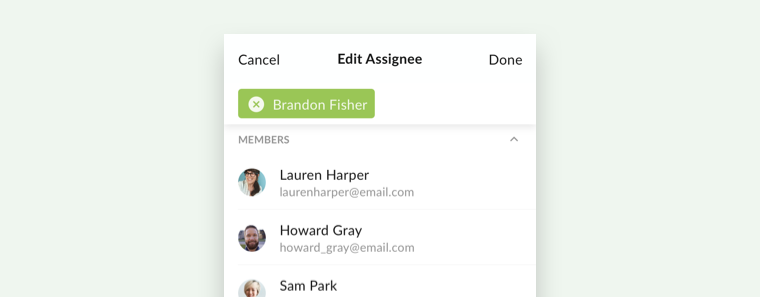 Cancel Edit Assignee Done
Brandon Fisher
MEMBERS
Lauren Harper
laurenharper@email.com
Howard Gray
howard_gray@email.com
Sam Park